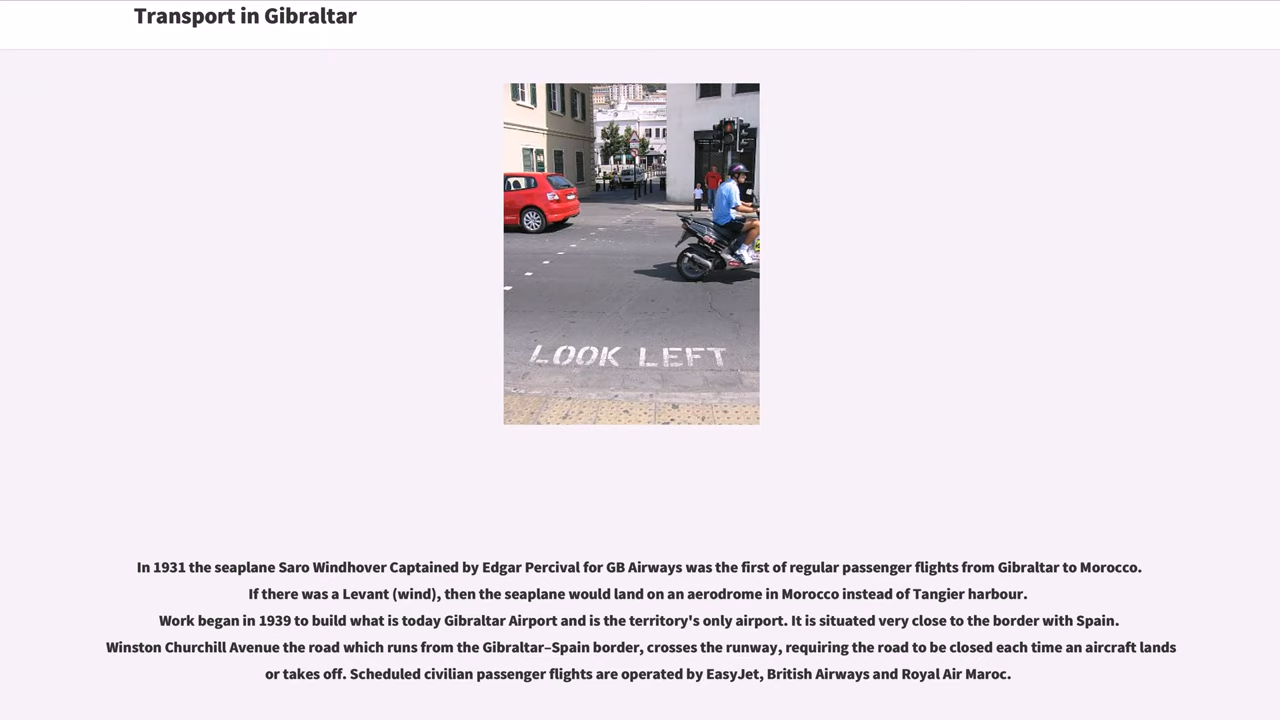 Transport in Gibraltar
LOOK LEFT
In 1931 the seaplane Saro Windhover Captained by Edgar Percival for GB Airways was the first of regular passenger flights from Gibraltar to Morocco.
If there was a Levant (wind), then the seaplane would land on an aerodrome in Morocco instead of Tangier harbour.
Work began in 1939 to build what is today Gibraltar Airport and is the territory's only airport. It is situated very close to the border with Spain.
Winston Churchill Avenue the road which runs from the Gibraltar–Spain border, crosses the runway, requiring the road to be closed each time an aircraft lands
or takes off. Scheduled civilian passenger flights are operated by EasyJet, British Airways and Royal Air Maroc.